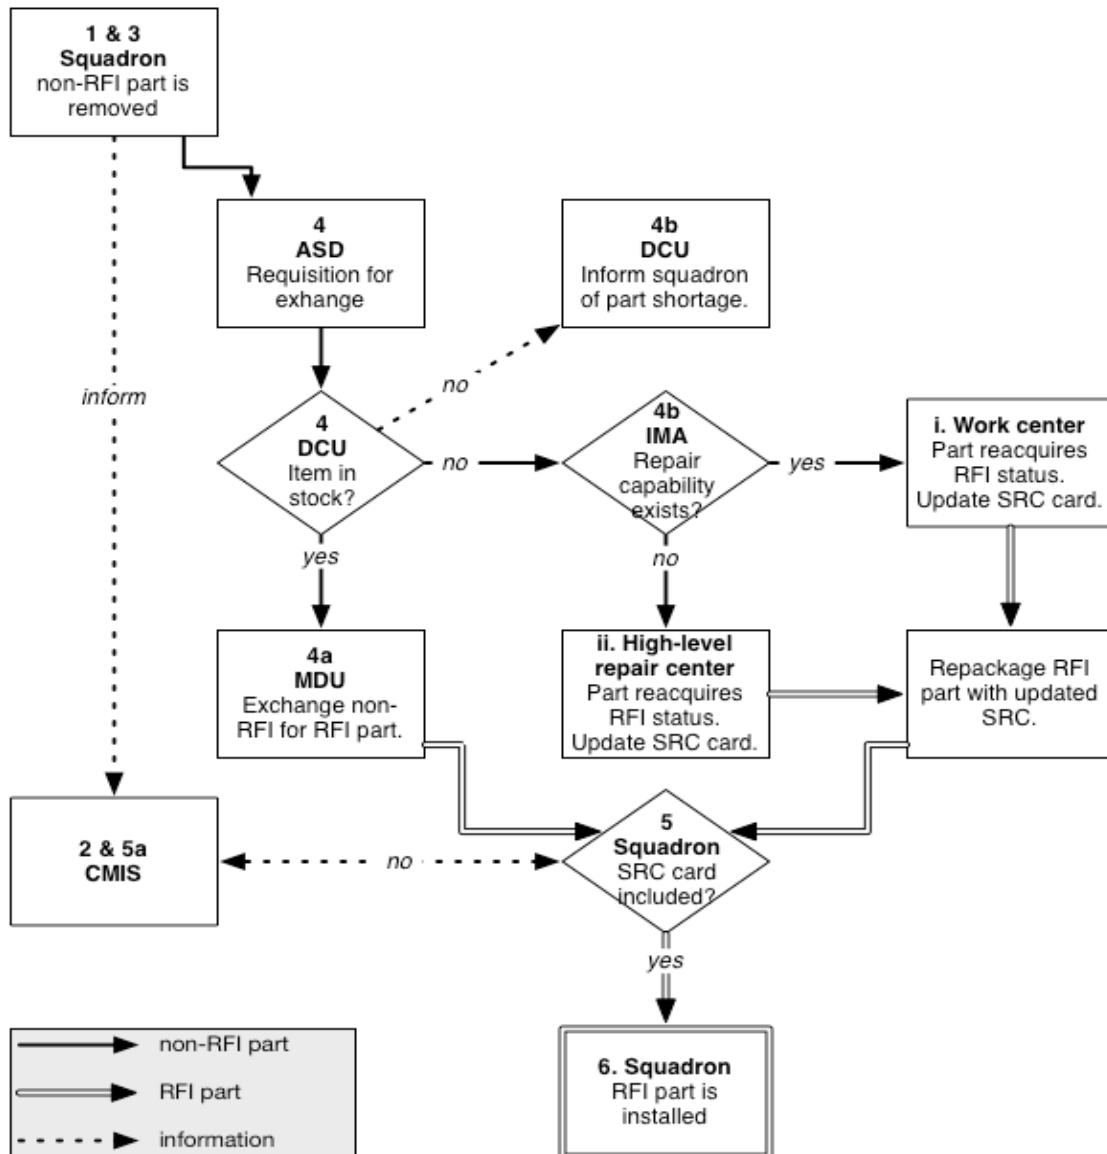 1 & 3
Squadron
non-RFI part is
removed
4
ASD
Requisition for
exhange
4b
DCU
Inform squadron
of part shortage.
inform
no
4
DCU
Item in
stock?
no
4b
IMA
Repair
capability
exists?
yes
i. Work center
Part reacquires
RFI status.
Update SRC card.
yes
no
4a
MDU
Exchange non-
RFI for RFI part.
ii. High-level
repair center
Part reacquires
RFI status.
Update SRC card.
Repackage RFI
part with updated
SRC.
2 & 5a
CMIS
no
5
Squadron
SRC card
included?
yes
6. Squadron
RFI part is
installed
non-RFI part
RFI part
information